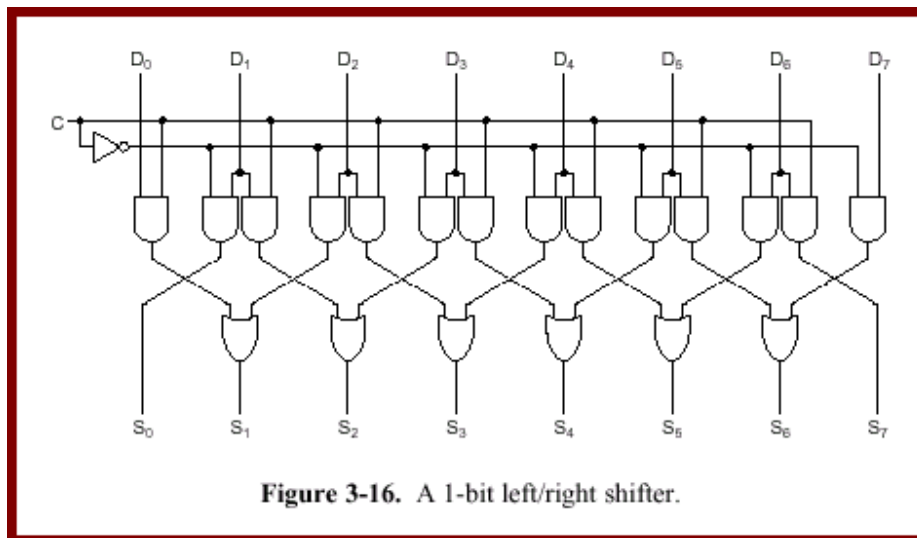 D₀ D₁ D₂ D₃ D₄ D₅ D₆ D₇
C
S₀ S₁ S₂ S₃ S₄ S₅ S₆ S₇
Figure 3-16. A 1-bit left/right shifter.